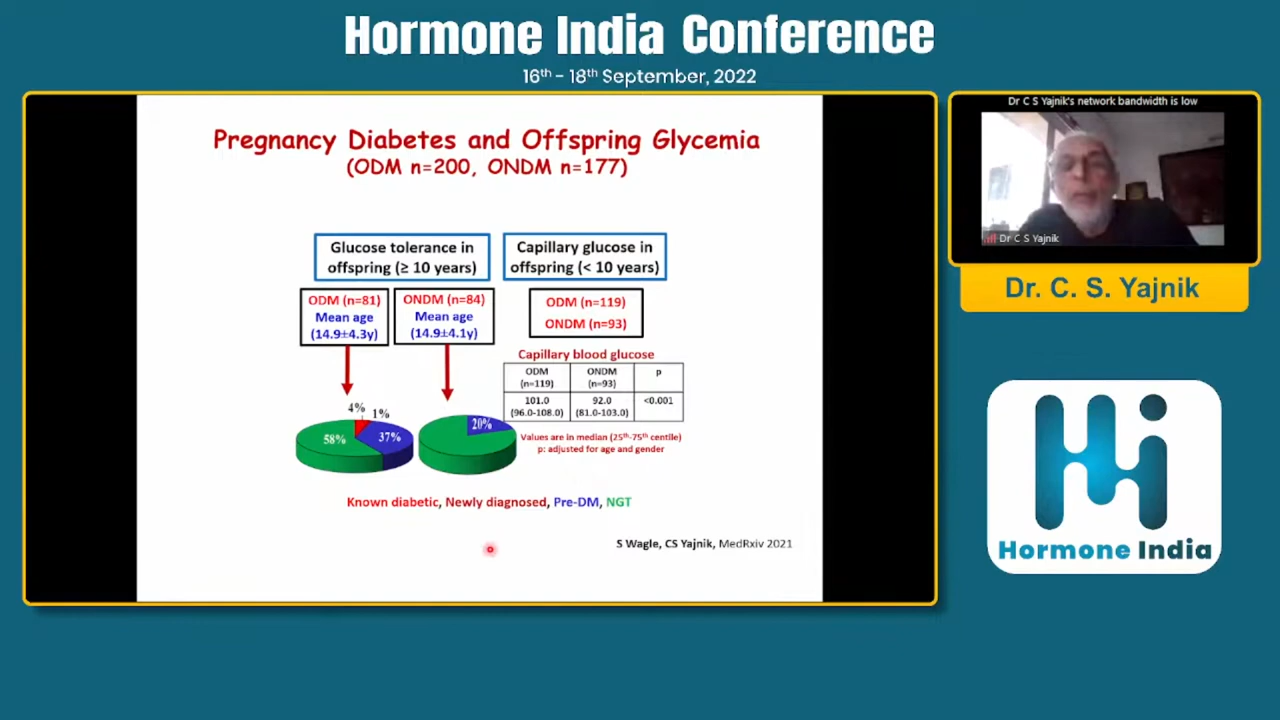 Hormone India Conference
16th - 18th September, 2022
Pregnancy Diabetes and Offspring Glycemia
(ODM n=200, ONDM n=177)
Glucose tolerance in
offspring (≥ 10 years)
Capillary glucose in
offspring (< 10 years)
ODM (n=81)
Mean age
(14.9±4.3y)
ONDM (n=84)
Mean age
(14.9±4.1y)
ODM (n=119)
ONDM (n=93)
Capillary blood glucose
ODM
(n=119)
ONDM
(n=93)
p
101.0
(96.0-108.0)
92.0
(81.0-103.0)
<0.001
4%
1%
58%
37%
20%
Values are in median (25th-75th centile)
p: adjusted for age and gender
Known diabetic, Newly diagnosed, Pre-DM, NGT
S Wagle, CS Yajnik, MedRxiv 2021
Dr C S Yajnik's network bandwidth is low
Dr C S Yajnik
Dr. C. S. Yajnik
Hormone India